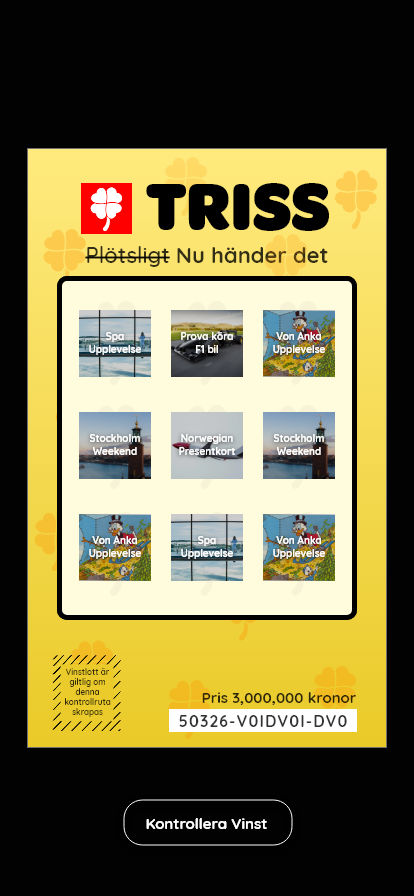 TRISS
Plötsligt Nu händer det
Spa
Upplevelse
Prova köra
F1 bil
Von Anka
Upplevelse
Stockholm
Weekend
Norwegian
Presentkort
Stockholm
Weekend
Von Anka
Upplevelse
Spa
Upplevelse
Von Anka
Upplevelse
Vinstlott är
giltlig om
denna
kontrollruta
skrapas
Pris 3,000,000 kronor
50326-V0IDV0I-DV0
Kontrollera Vinst